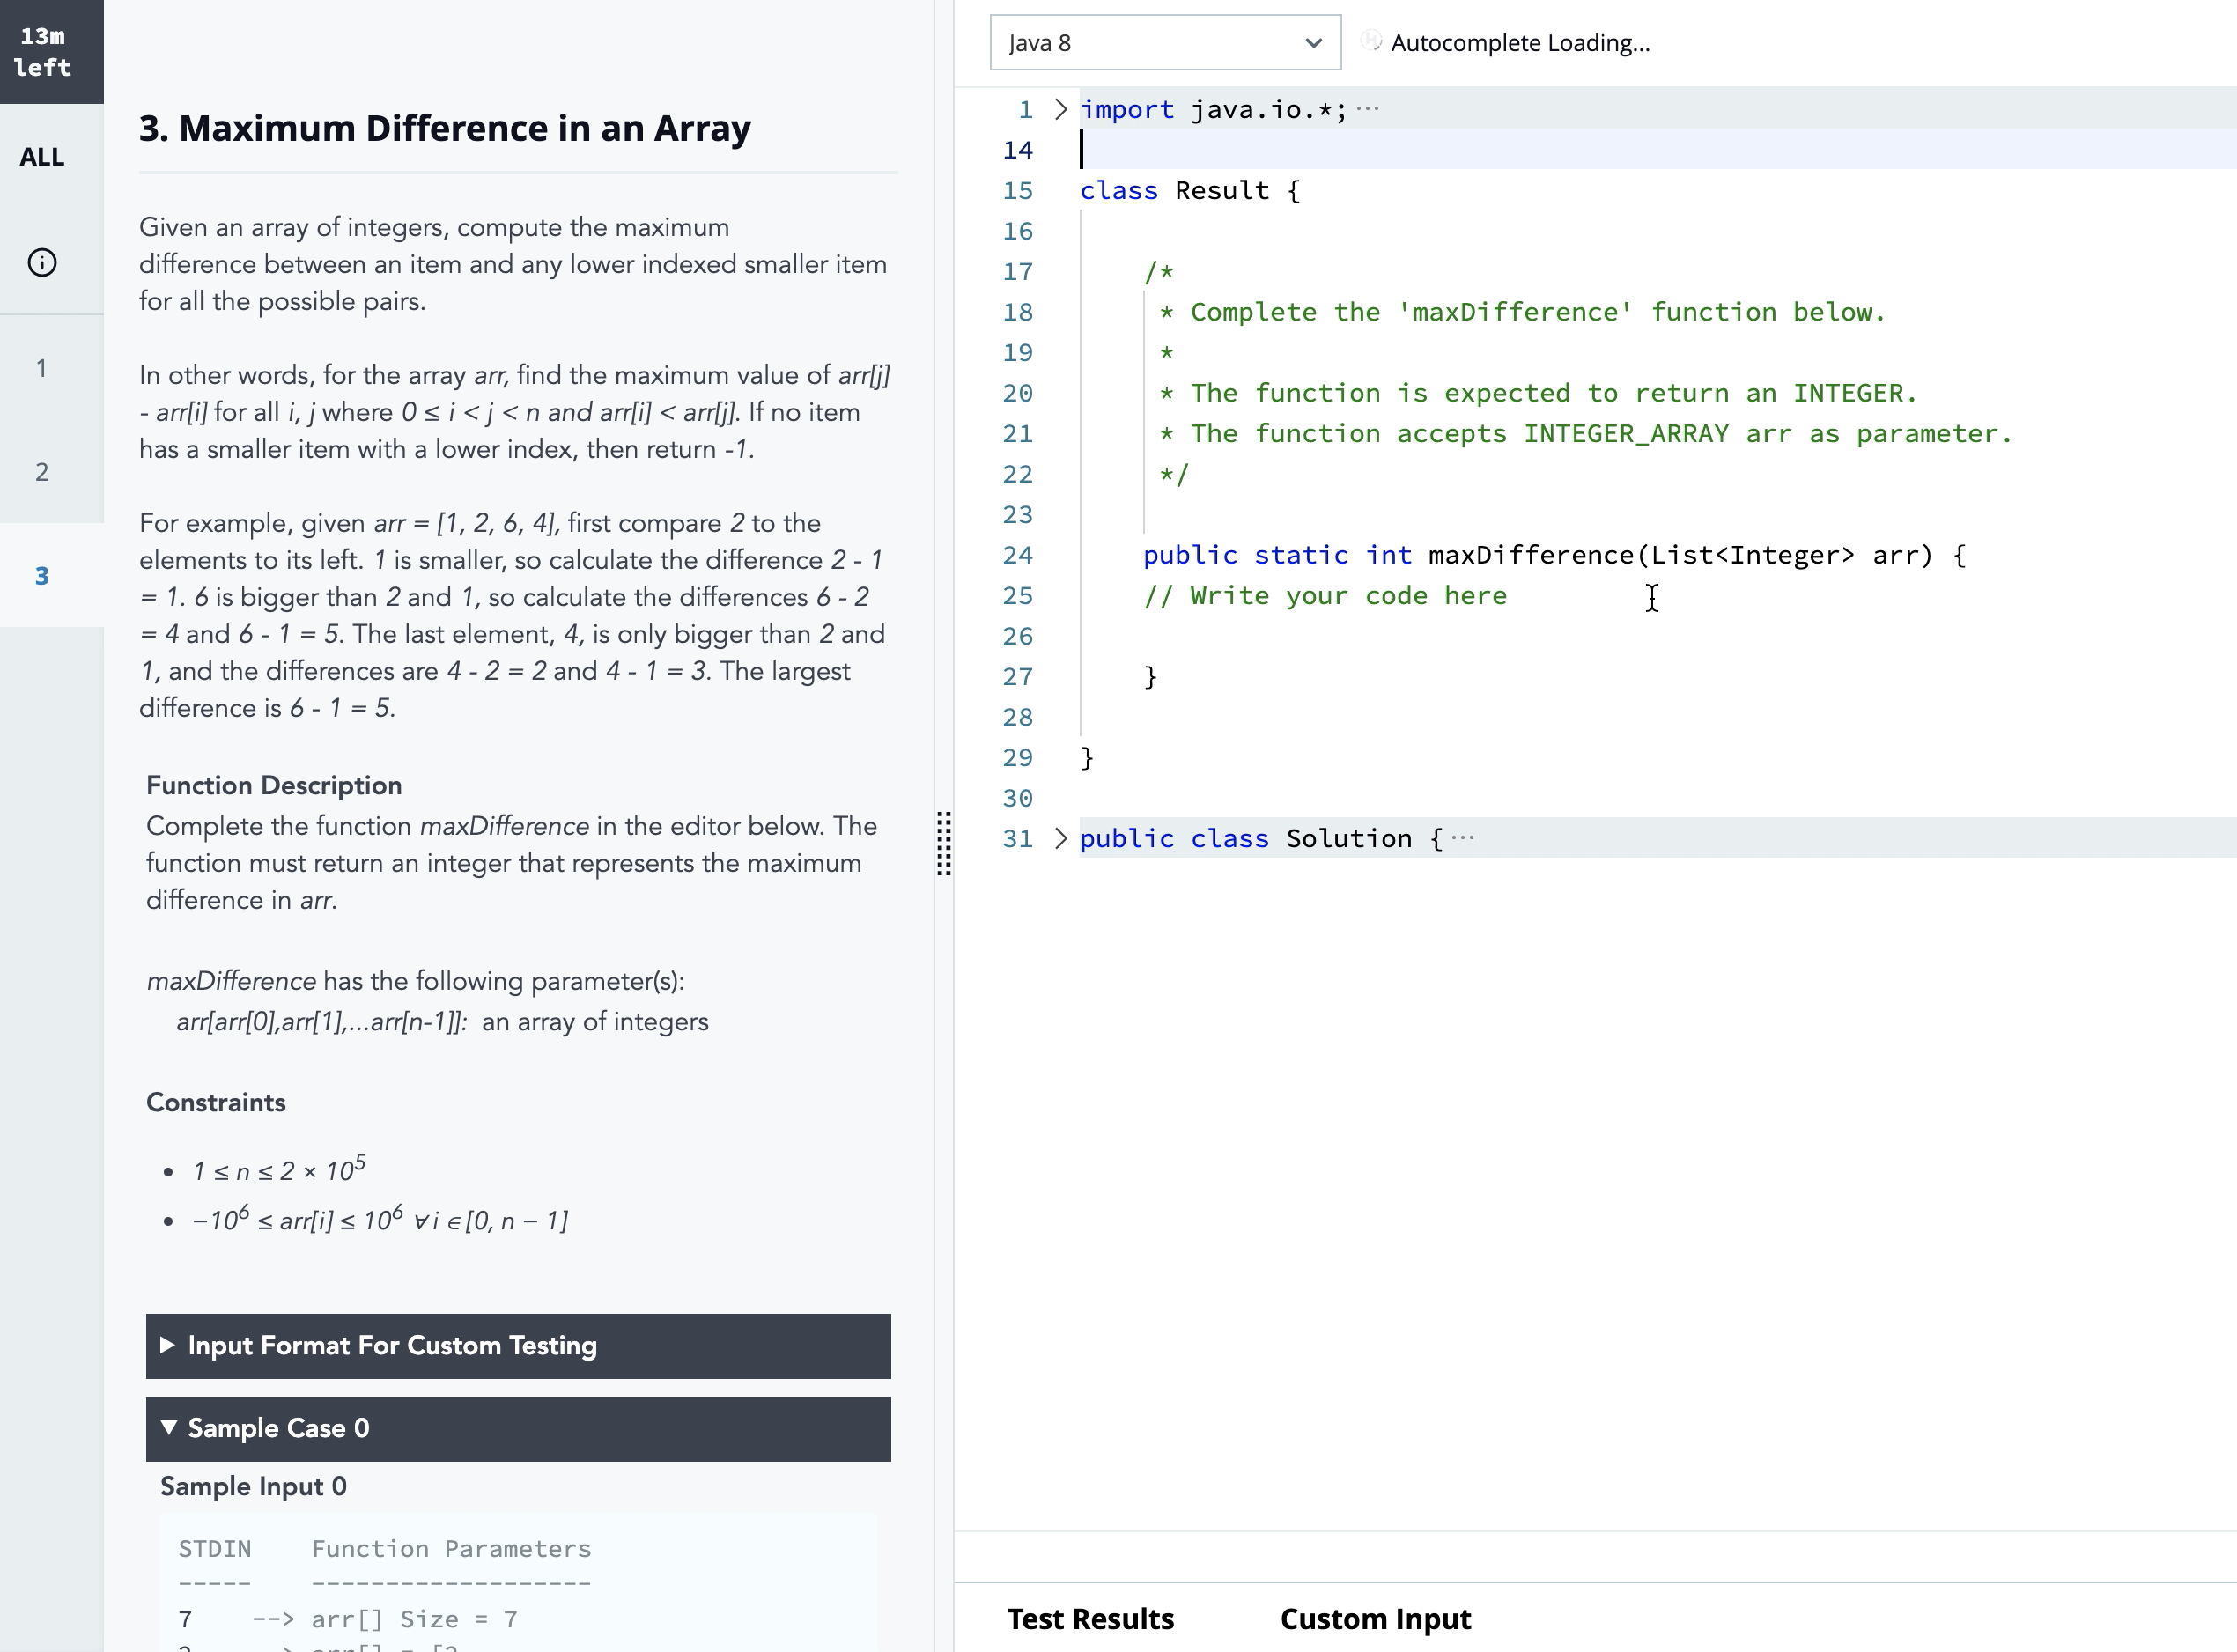 13m
left
ALL
1
2
3
3. Maximum Difference in an Array
Given an array of integers, compute the maximum
difference between an item and any lower indexed smaller item
for all the possible pairs.
In other words, for the array arr, find the maximum value of arr[j]
- arr[i] for all i, j where 0 ≤ i < j < n and arr[i] < arr[j]. If no item
has a smaller item with a lower index, then return -1.
For example, given arr = [1, 2, 6, 4], first compare 2 to the
elements to its left. 1 is smaller, so calculate the difference 2 - 1
= 1. 6 is bigger than 2 and 1, so calculate the differences 6 - 2
= 4 and 6 - 1 = 5. The last element, 4, is only bigger than 2 and
1, and the differences are 4 - 2 = 2 and 4 - 1 = 3. The largest
difference is 6 - 1 = 5.
Function Description
Complete the function maxDifference in the editor below. The
function must return an integer that represents the maximum
difference in arr.
maxDifference has the following parameter(s):
arr[arr[0],arr[1],...arr[n-1]]: an array of integers
Constraints
• 1 ≤ n ≤ 2 × 10^5
• −10^6 ≤ arr[i] ≤ 10^6 ∀ i ∈ [0, n − 1]
▶ Input Format For Custom Testing
▼ Sample Case 0
Sample Input 0
STDIN Function Parameters
----- -------------------
7 --> arr[] Size = 7
Java 8
Autocomplete Loading...
1 > import java.io.*; ···
14
15 class Result {
16
17 /*
18 * Complete the 'maxDifference' function below.
19 *
20 * The function is expected to return an INTEGER.
21 * The function accepts INTEGER_ARRAY arr as parameter.
22 */
23
24 public static int maxDifference(List<Integer> arr) {
25 // Write your code here
26
27 }
28
29 }
30
31 > public class Solution { ···
Test Results Custom Input